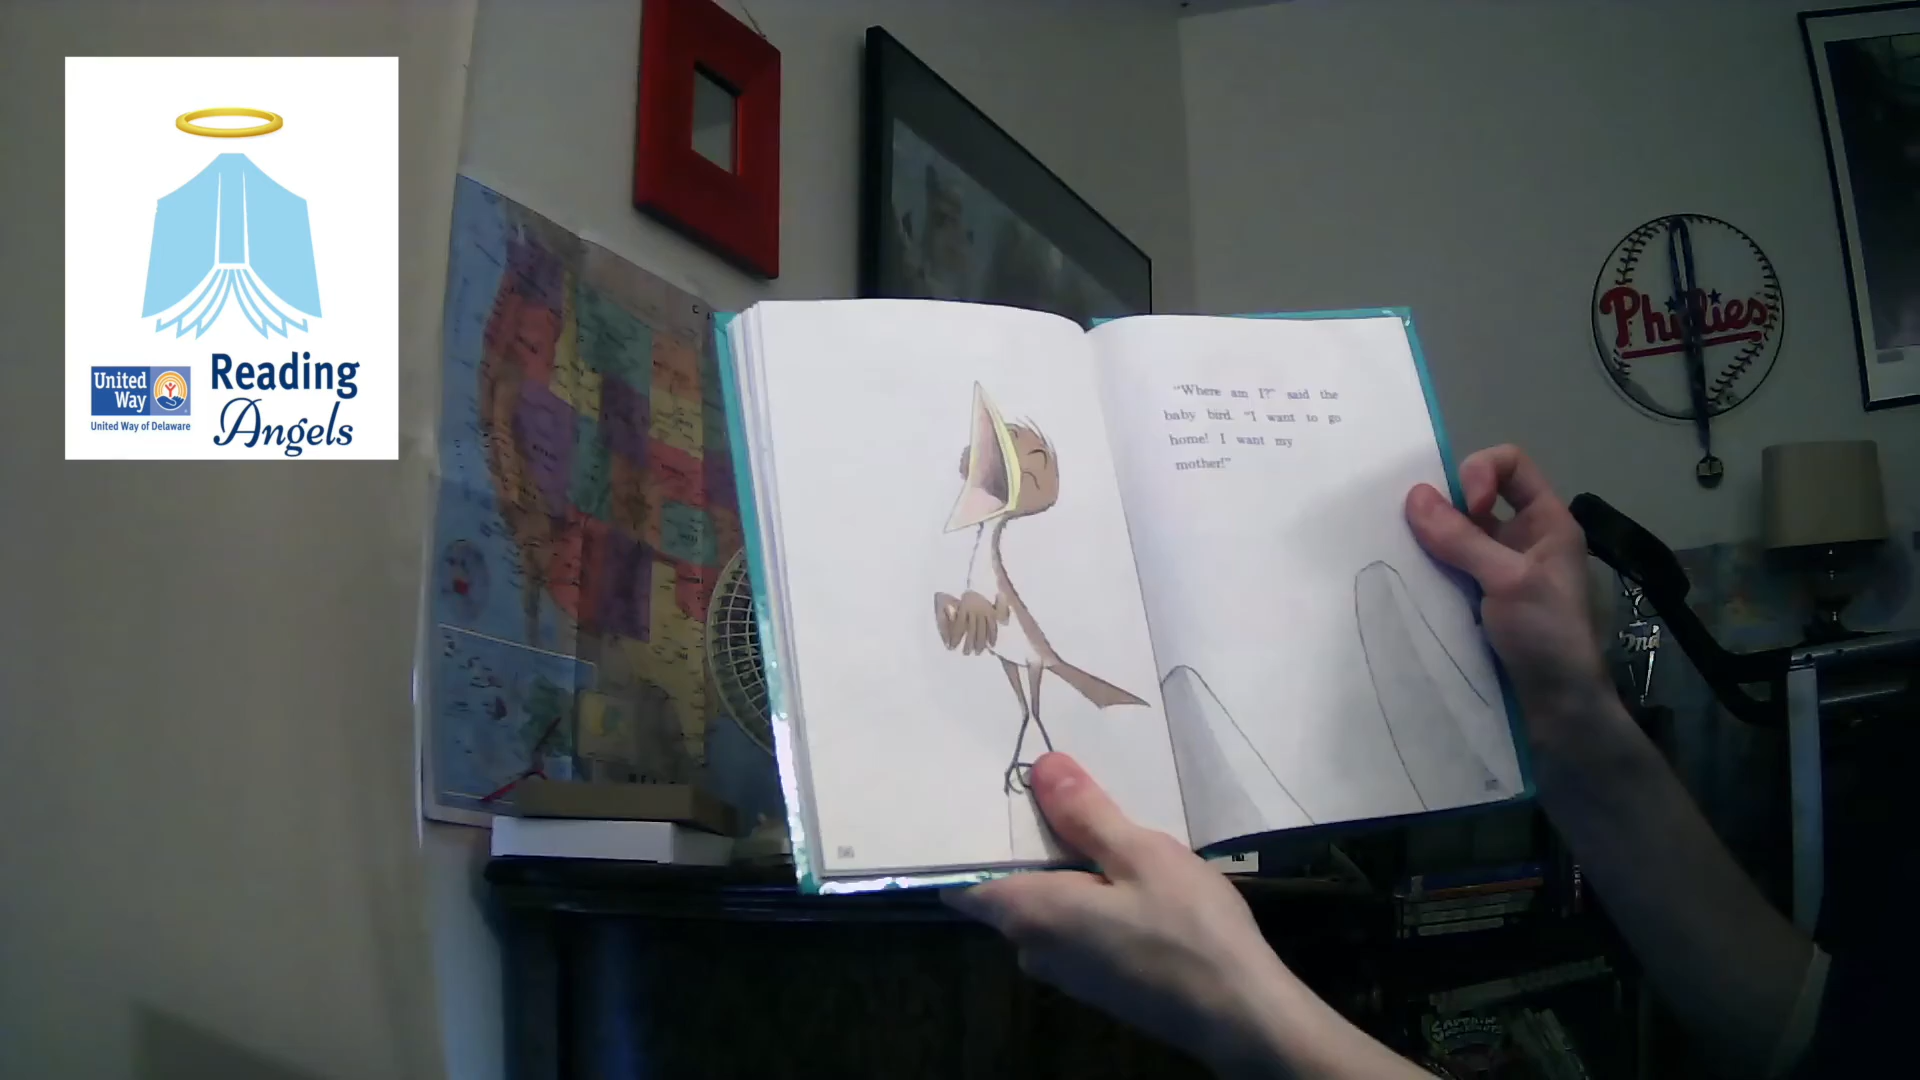 United
Way
United Way of Delaware
Reading
Angels
Phillies
"Where am I?" said the
baby bird. "I want to go
home! I want my
mother!"